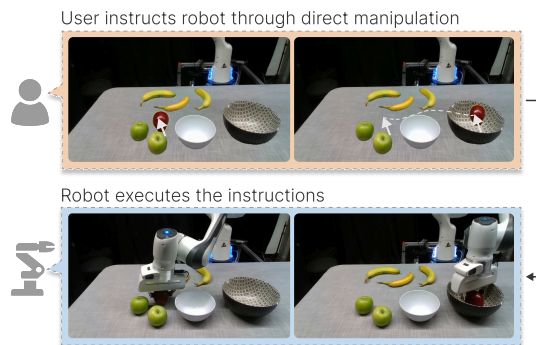 User instructs robot through direct manipulation
Robot executes the instructions